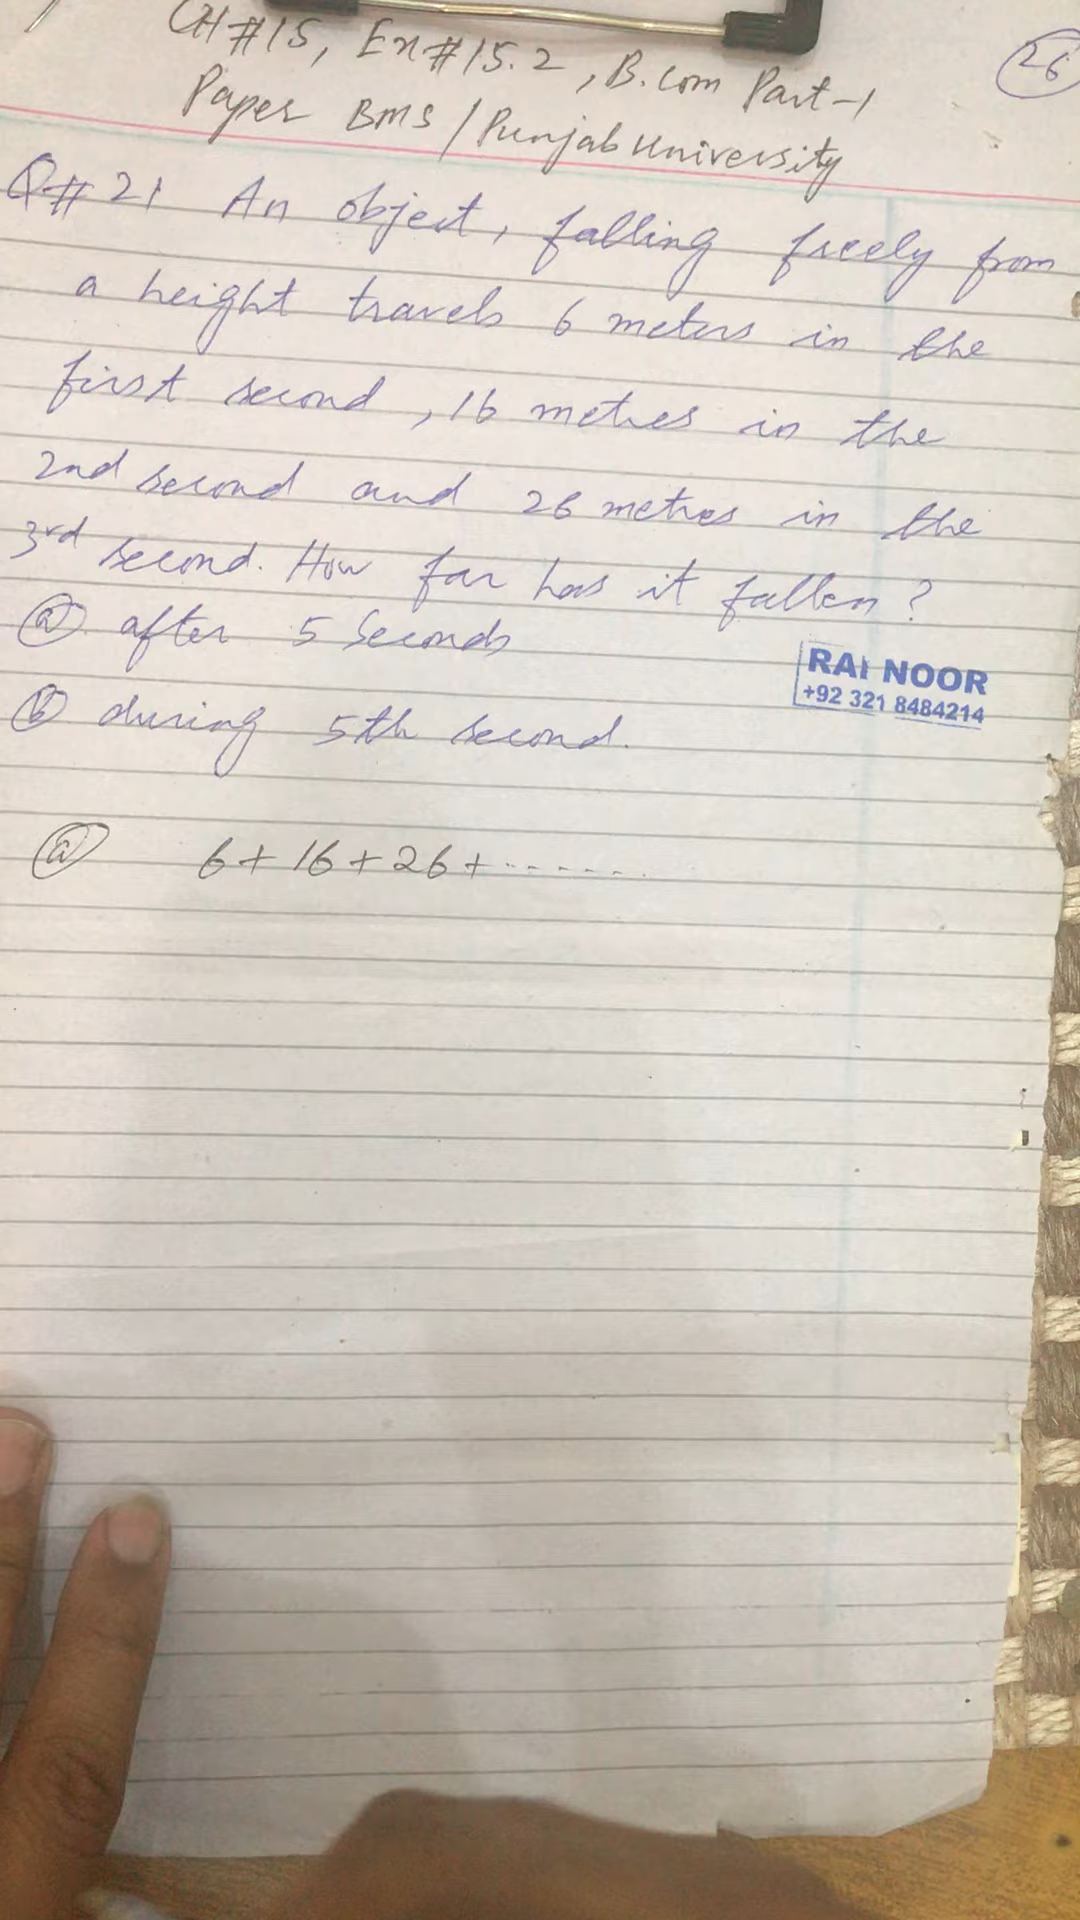 CH#15, Ex#15.2, B.com Part-1
26
Paper BMS / Punjab University
Q# 21 An object, falling freely from
a height travels 6 meters in the
first second, 16 metres in the
2nd second and 26 metres in the
3rd second. How far has it fallen?
(a) after 5 Seconds
RAI NOOR
+92 321 8484214
(b) during 5th second.
(a) 6+16+26+-------